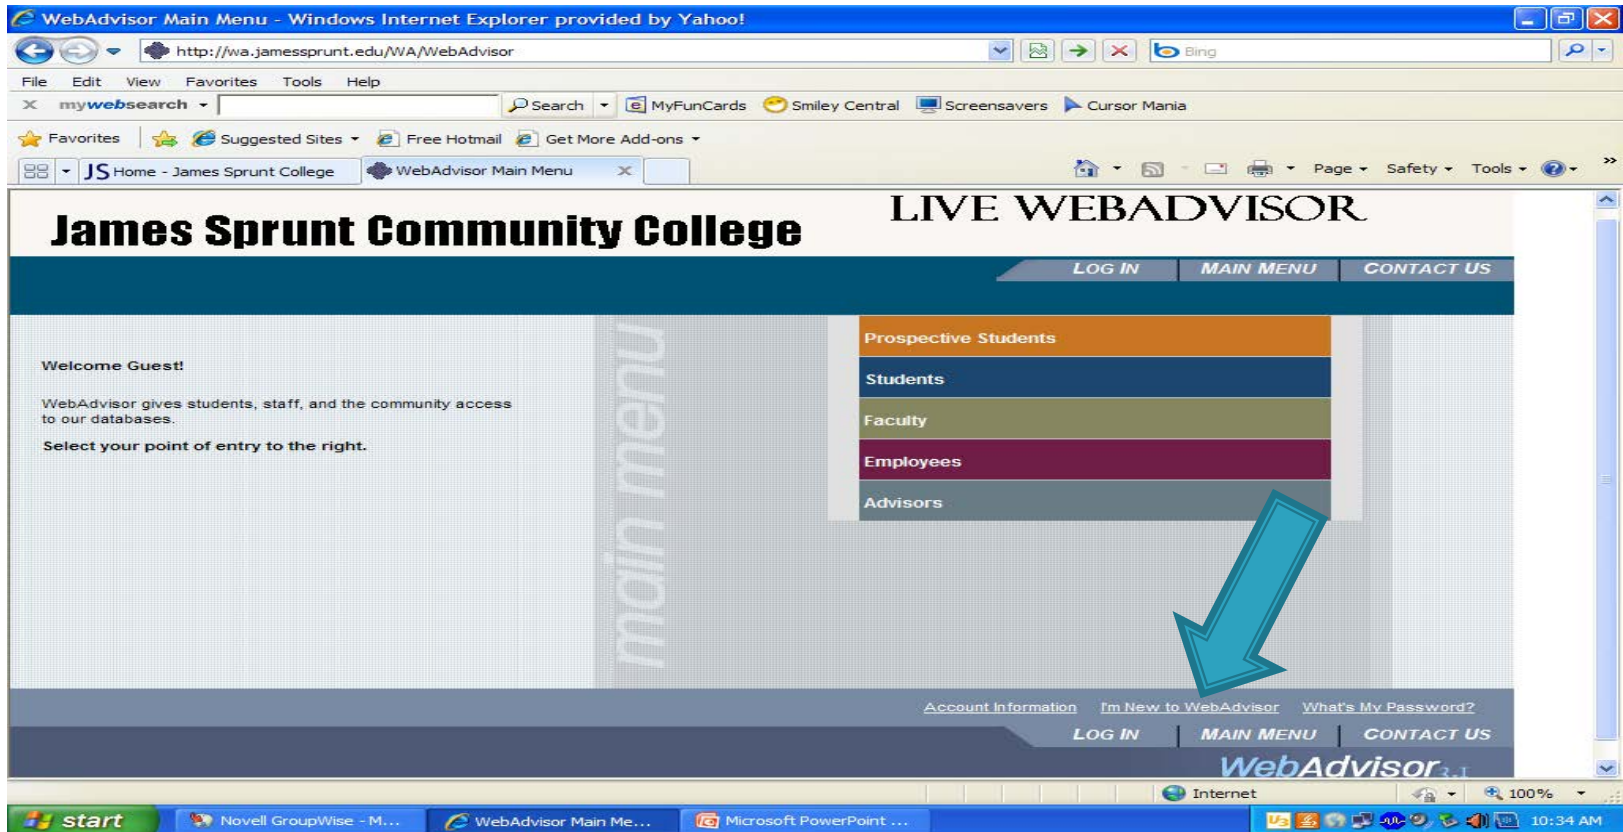 WebAdvisor Main Menu - Windows Internet Explorer provided by Yahoo!
http://wa.jamessprunt.edu/WA/WebAdvisor
Bing
File Edit View Favorites Tools Help
X mywebsearch Search MyFunCards Smiley Central Screensavers Cursor Mania
Favorites Suggested Sites Free Hotmail Get More Add-ons
JS Home - James Sprunt College WebAdvisor Main Menu X Page Safety Tools »
James Sprunt Community College
LIVE WEBADVISOR
LOG IN MAIN MENU CONTACT US
main menu
Welcome Guest!
WebAdvisor gives students, staff, and the community access
to our databases.
Select your point of entry to the right.
Prospective Students
Students
Faculty
Employees
Advisors
Account Information I'm New to WebAdvisor What's My Password?
LOG IN MAIN MENU CONTACT US
WebAdvisor 3.1
Internet 100%
start Novell GroupWise - M... WebAdvisor Main Me... Microsoft PowerPoint ... 10:34 AM